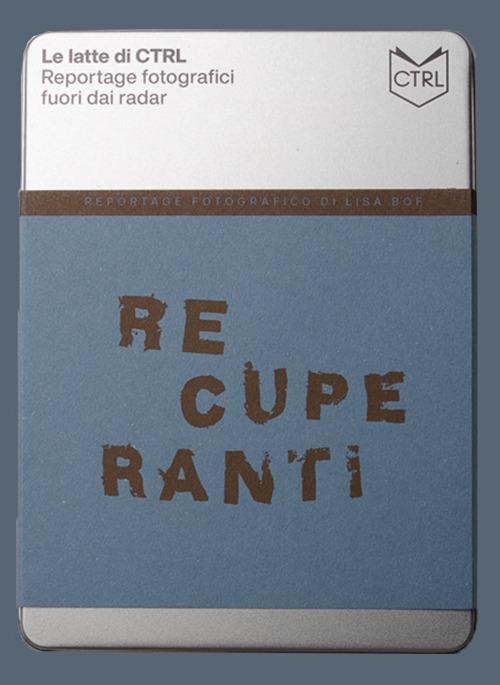 Le latte di CTRL
Reportage fotografici
fuori dai radar
CTRL
REPORTAGE FOTOGRAFICO DI LISA BOF
RE
CUPE
RANTi